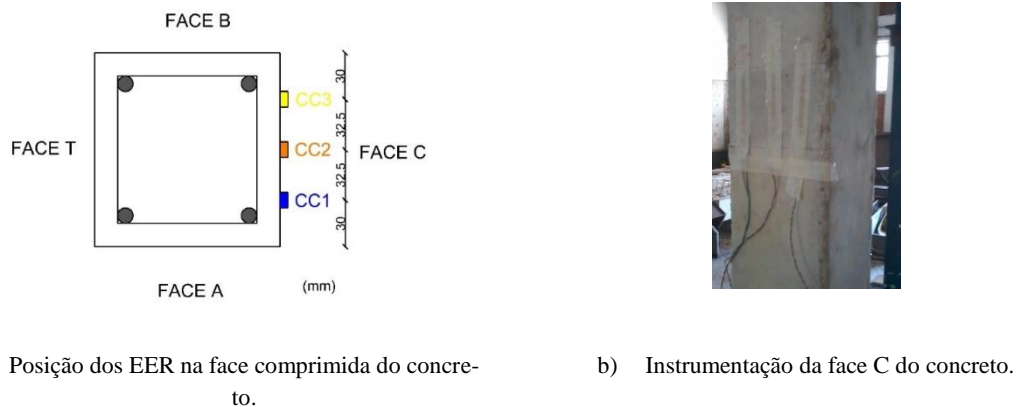 FACE B
30
CC3
32.5
FACE T
CC2
FACE C
32.5
CC1
30
FACE A
(mm)
Posição dos EER na face comprimida do concre-
to.
b) Instrumentação da face C do concreto.